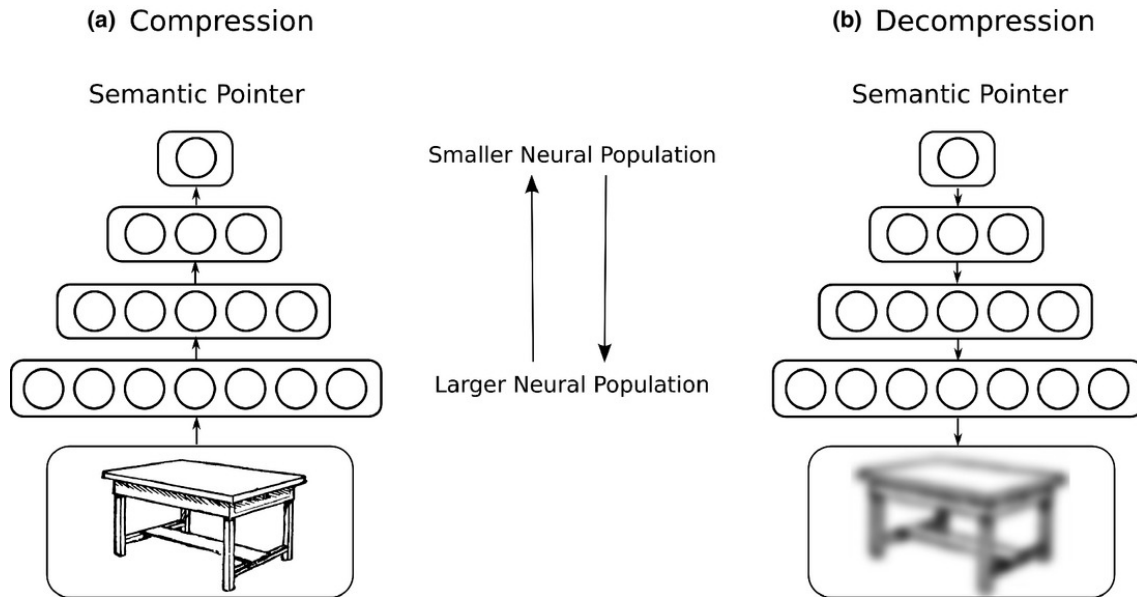 (a) Compression
(b) Decompression
Semantic Pointer
Semantic Pointer
Smaller Neural Population
Larger Neural Population